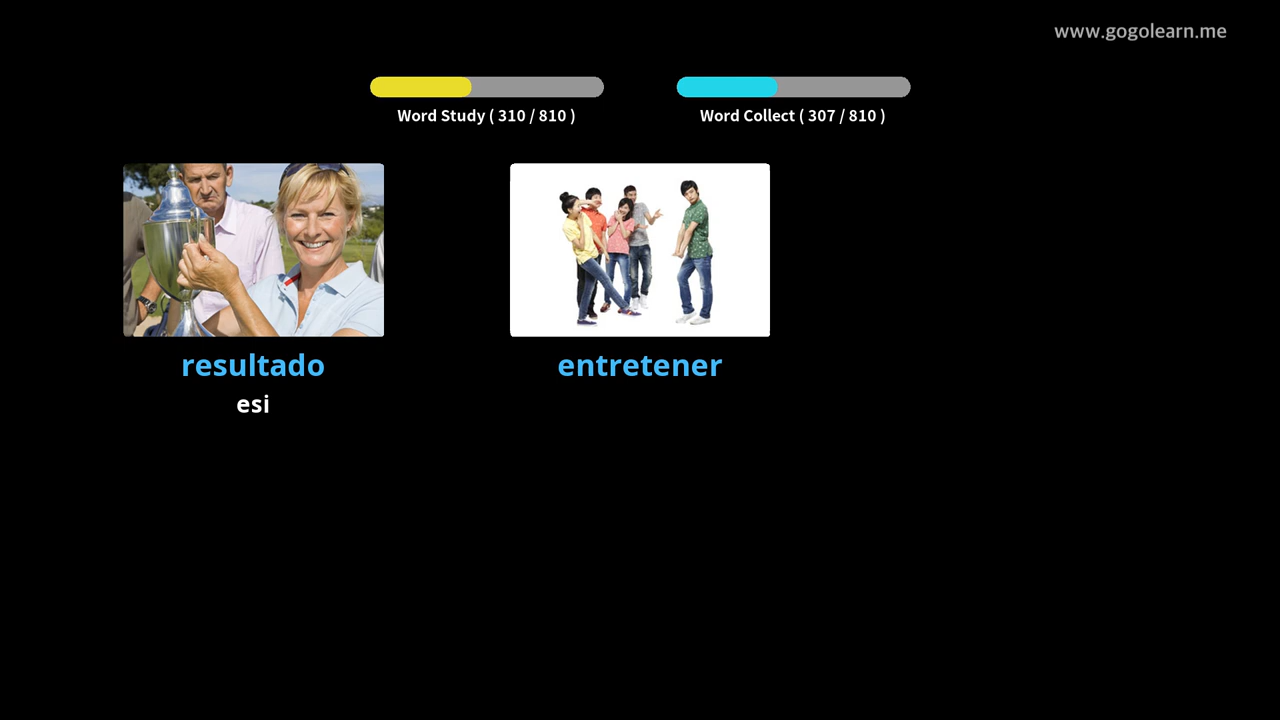 www.gogolearn.me
Word Study ( 310 / 810 )
Word Collect ( 307 / 810 )
resultado
entretener
esi